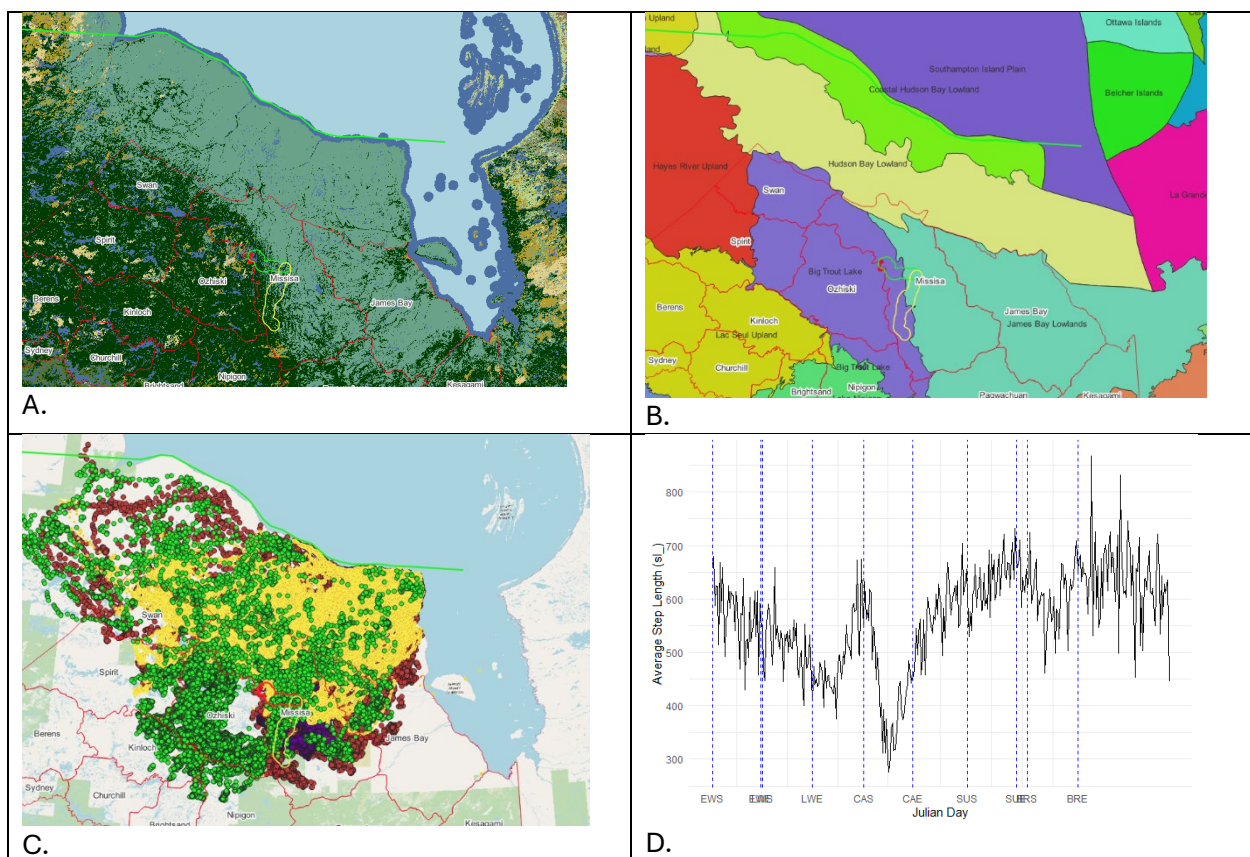 Swan
Spirit
Ozhiski
Missisa
Berens
Kinloch
James Bay
Sydney
Churchill
Nipigon
Brightsand
Kesagami
A.
Upland
land
Ottawa Islands
Southampton Island Plain
Coastal Hudson Bay Lowland
Belcher Islands
Hayes River Upland
Hudson Bay Lowland
La Grande
Swan
Spirit
Big Trout Lake
Ozhiski
Missisa
Berens
Kinloch
James Bay
James Bay Lowlands
Lac Seul Upland
Sydney
Churchill
Big Trout Lake
Brightsand
Nipigon
Pagwachuan
Kesagami
B.
Swan
Spirit
Ozhiski
Missisa
Berens
Kinloch
James Bay
Sydney
Churchill
Nipigon
Brightsand
Kesagami
C.
Average Step Length (sl_)
800
700
600
500
400
300
EWS
LWE
CAS
CAE
SUS
BRS
BRE
Julian Day
D.